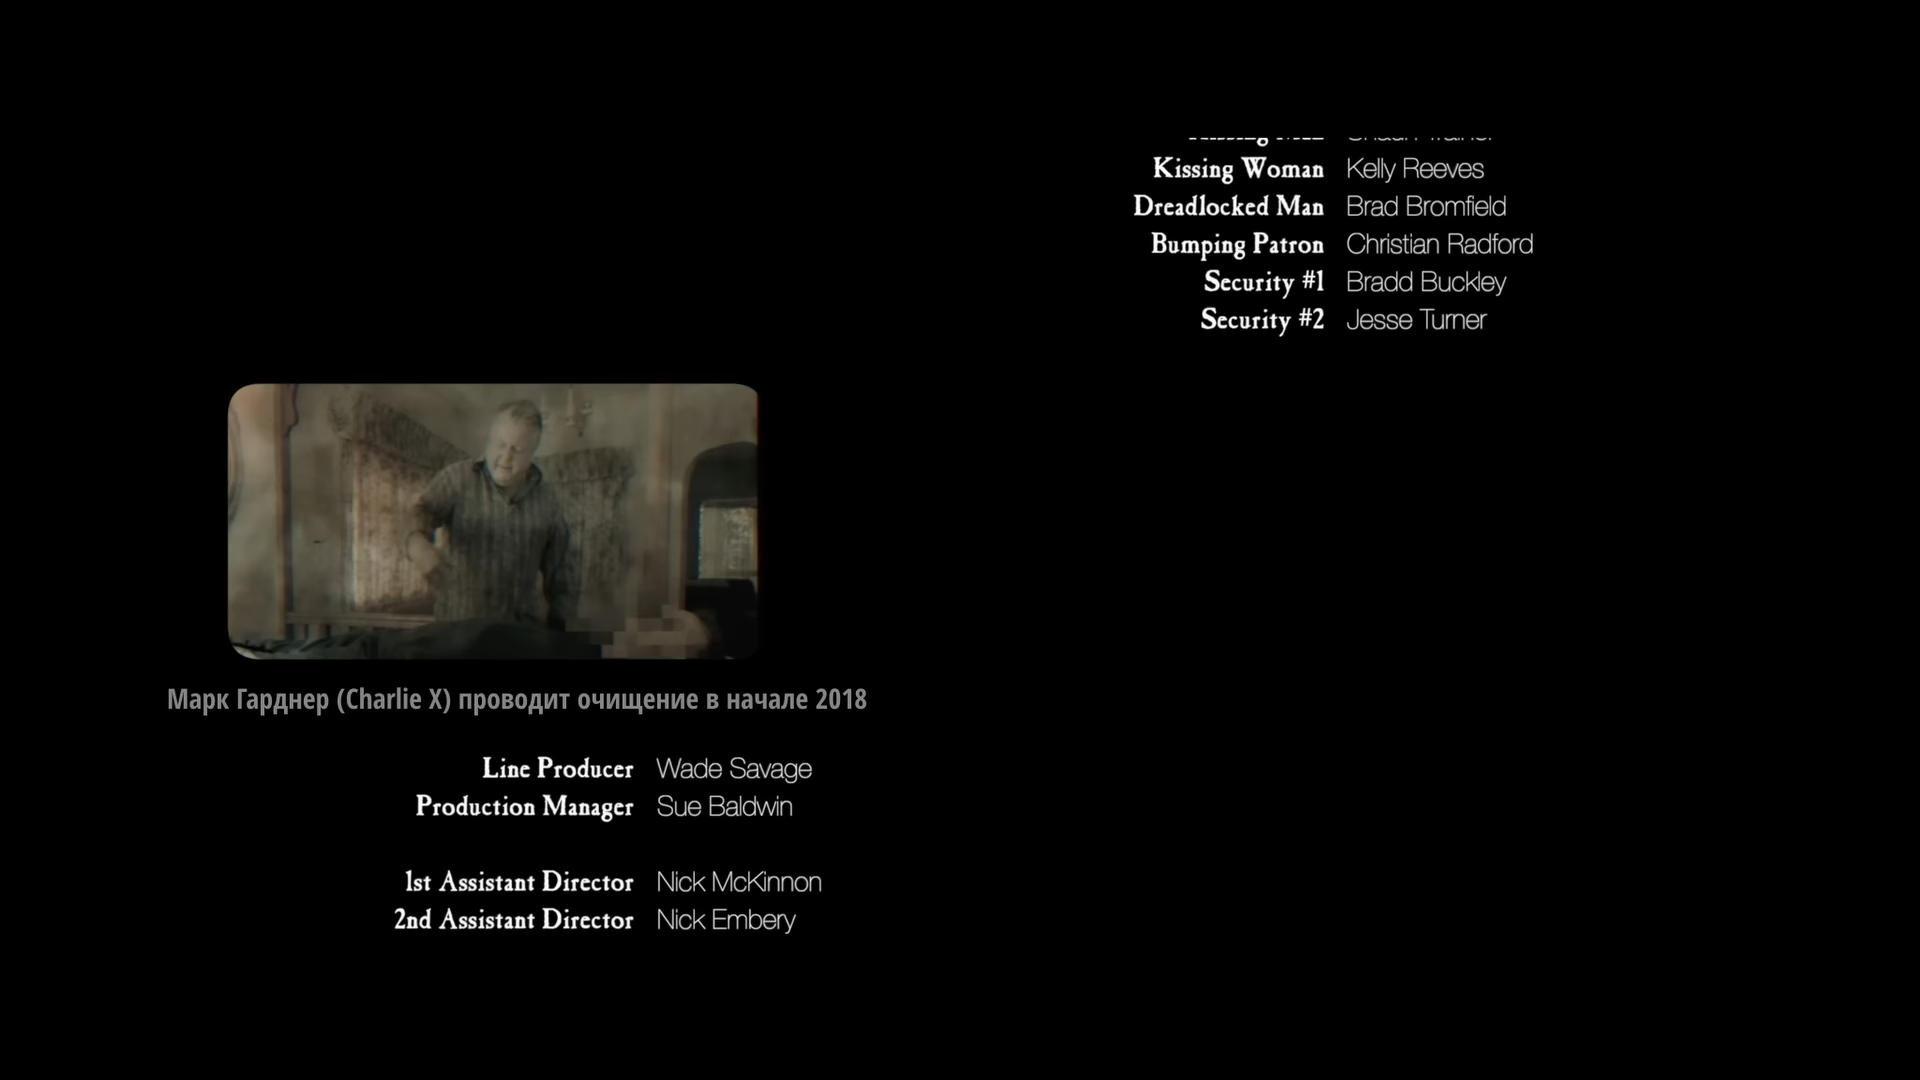 Kissing Woman Kelly Reeves
Dreadlocked Man Brad Bromfield
Bumping Patron Christian Radford
Security #1 Bradd Buckley
Security #2 Jesse Turner
Марк Гарднер (Charlie X) проводит очищение в начале 2018
Line Producer Wade Savage
Production Manager Sue Baldwin
1st Assistant Director Nick McKinnon
2nd Assistant Director Nick Embery